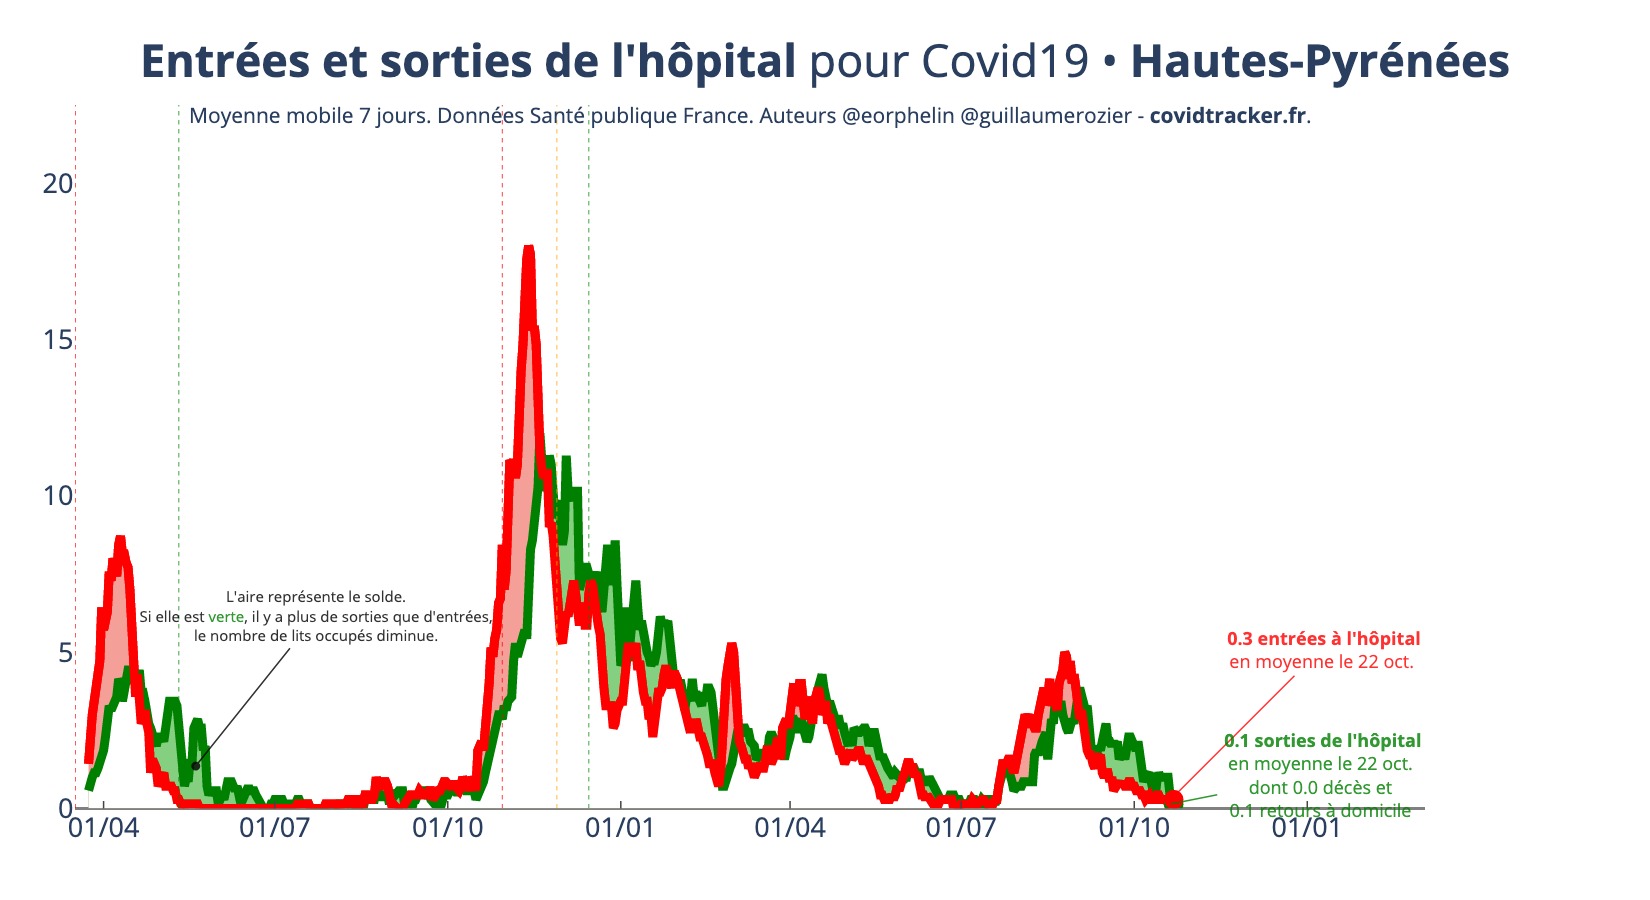 Entrées et sorties de l'hôpital pour Covid19 • Hautes-Pyrénées
Moyenne mobile 7 jours. Données Santé publique France. Auteurs @eorphelin @guillaumerozier - covidtracker.fr.
20
15
10
5
0
L'aire représente le solde.
Si elle est verte, il y a plus de sorties que d'entrées,
le nombre de lits occupés diminue.
0.3 entrées à l'hôpital
en moyenne le 22 oct.
0.1 sorties de l'hôpital
en moyenne le 22 oct.
dont 0.0 décès et
0.1 retours à domicile
01/04 01/07 01/10 01/01 01/04 01/07 01/10 01/01